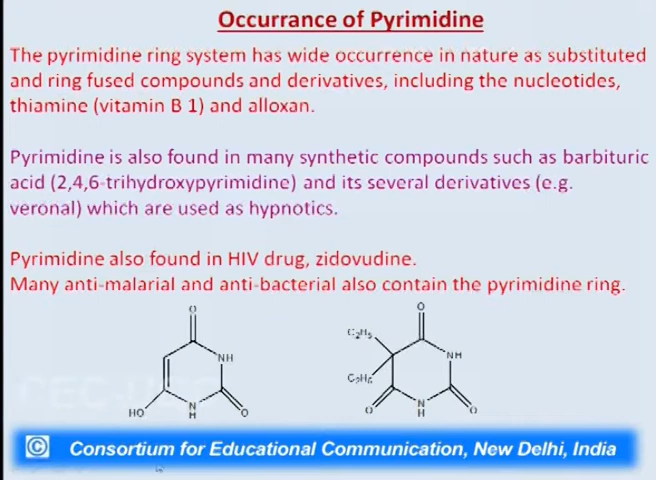 Occurrance of Pyrimidine
The pyrimidine ring system has wide occurrence in nature as substituted
and ring fused compounds and derivatives, including the nucleotides,
thiamine (vitamin B 1) and alloxan.
Pyrimidine is also found in many synthetic compounds such as barbituric
acid (2,4,6-trihydroxypyrimidine) and its several derivatives (e.g.
veronal) which are used as hypnotics.
Pyrimidine also found in HIV drug, zidovudine.
Many anti-malarial and anti-bacterial also contain the pyrimidine ring.
O
NH
HO
N
H
O
O
C₂H₅
NH
C₂H₅
O
N
H
O
© Consortium for Educational Communication, New Delhi, India